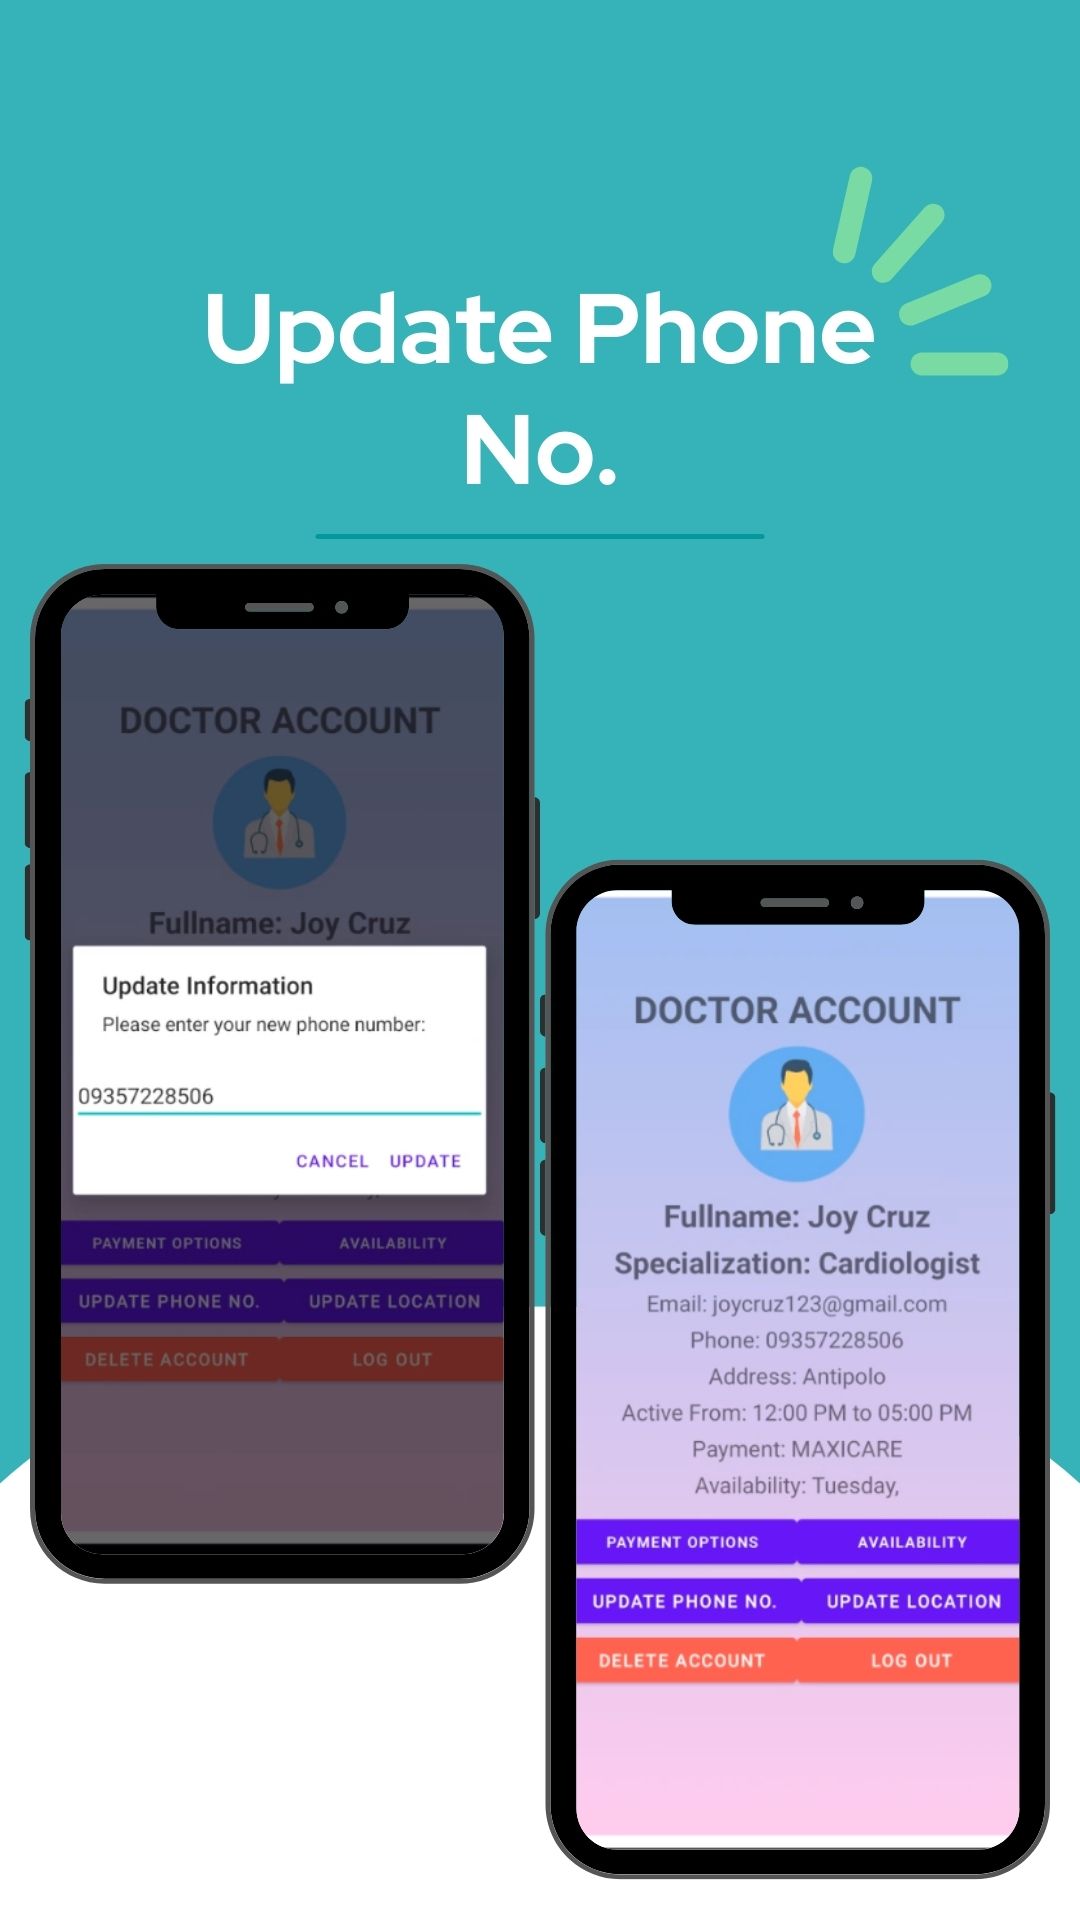 Update Phone
No.
DOCTOR ACCOUNT
Fullname: Joy Cruz
Update Information
Please enter your new phone number:
09357228506
CANCEL UPDATE
PAYMENT OPTIONS AVAILABILITY
UPDATE PHONE NO. UPDATE LOCATION
DELETE ACCOUNT LOG OUT
DOCTOR ACCOUNT
Fullname: Joy Cruz
Specialization: Cardiologist
Email: joycruz123@gmail.com
Phone: 09357228506
Address: Antipolo
Active From: 12:00 PM to 05:00 PM
Payment: MAXICARE
Availability: Tuesday,
PAYMENT OPTIONS AVAILABILITY
UPDATE PHONE NO. UPDATE LOCATION
DELETE ACCOUNT LOG OUT